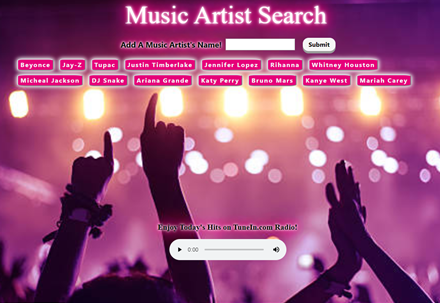 Music Artist Search
Add A Music Artist's Name! Submit
Beyonce Jay-Z Tupac Justin Timberlake Jennifer Lopez Rihanna Whitney Houston
Micheal Jackson DJ Snake Ariana Grande Katy Perry Bruno Mars Kanye West Mariah Carey
Enjoy Today's Hits on TuneIn.com Radio!
0:00